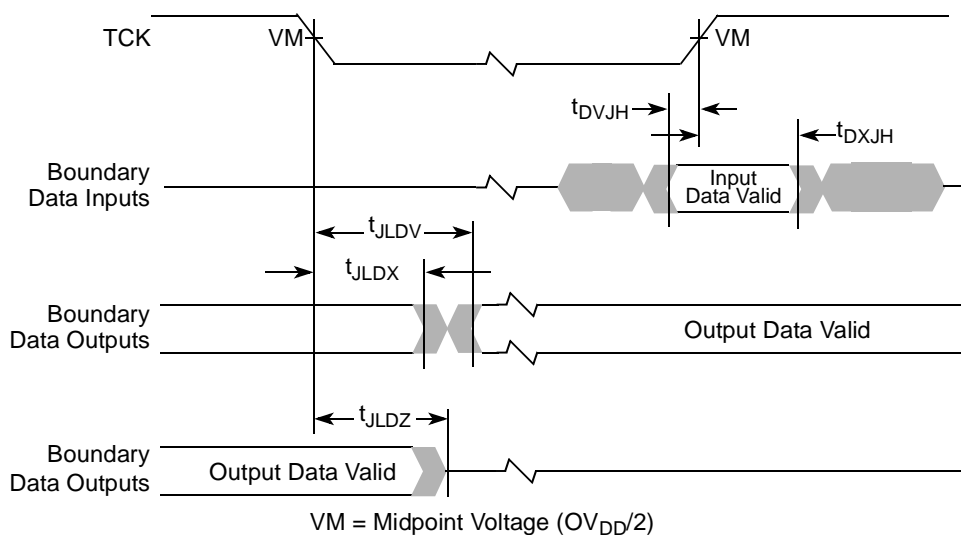 TCK
VM
VM
tDVJH
tDXJH
Boundary
Data Inputs
Input
Data Valid
tJLDV
tJLDX
Boundary
Data Outputs
Output Data Valid
tJLDZ
Boundary
Data Outputs
Output Data Valid
VM = Midpoint Voltage (OVDD/2)